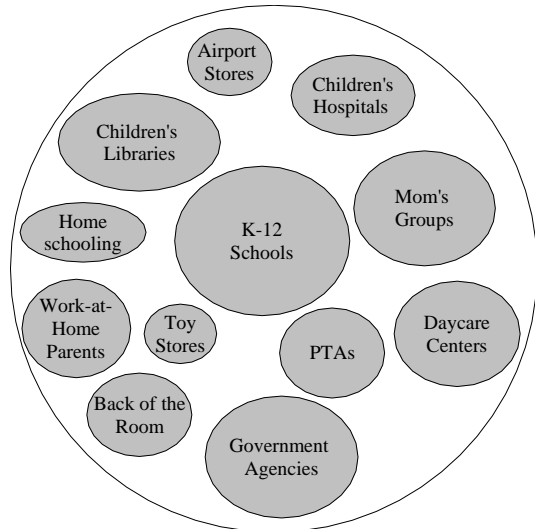 Airport
Stores
Children's
Hospitals
Children's
Libraries
Mom's
Groups
Home
schooling
K-12
Schools
Work-at-
Home
Parents
Toy
Stores
PTAs
Daycare
Centers
Back of the
Room
Government
Agencies